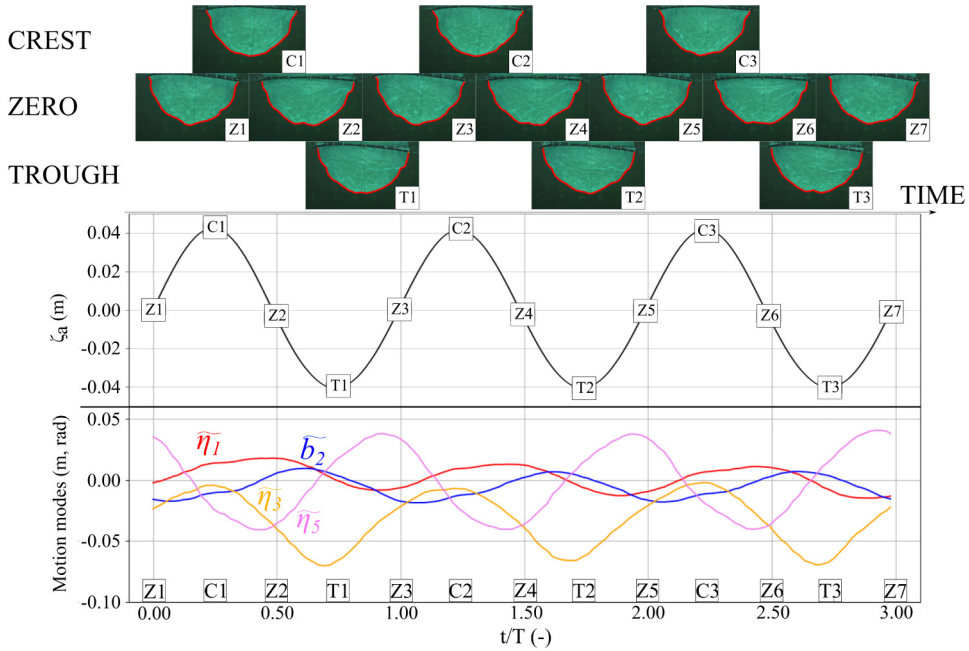 CREST
C1 C2 C3
ZERO
Z1 Z2 Z3 Z4 Z5 Z6 Z7
TROUGH
T1 T2 T3
TIME
0.04
0.02
0.00
-0.02
-0.04
ζa (m)
Z1 C1 Z2 T1 Z3 C2 Z4 T2 Z5 C3 Z6 T3 Z7
0.05
0.00
-0.05
-0.10
Motion modes (m, rad)
η̃1 b̃2 η̃3 η̃5
Z1 C1 Z2 T1 Z3 C2 Z4 T2 Z5 C3 Z6 T3 Z7
0.00 0.50 1.00 1.50 2.00 2.50 3.00
t/T (-)